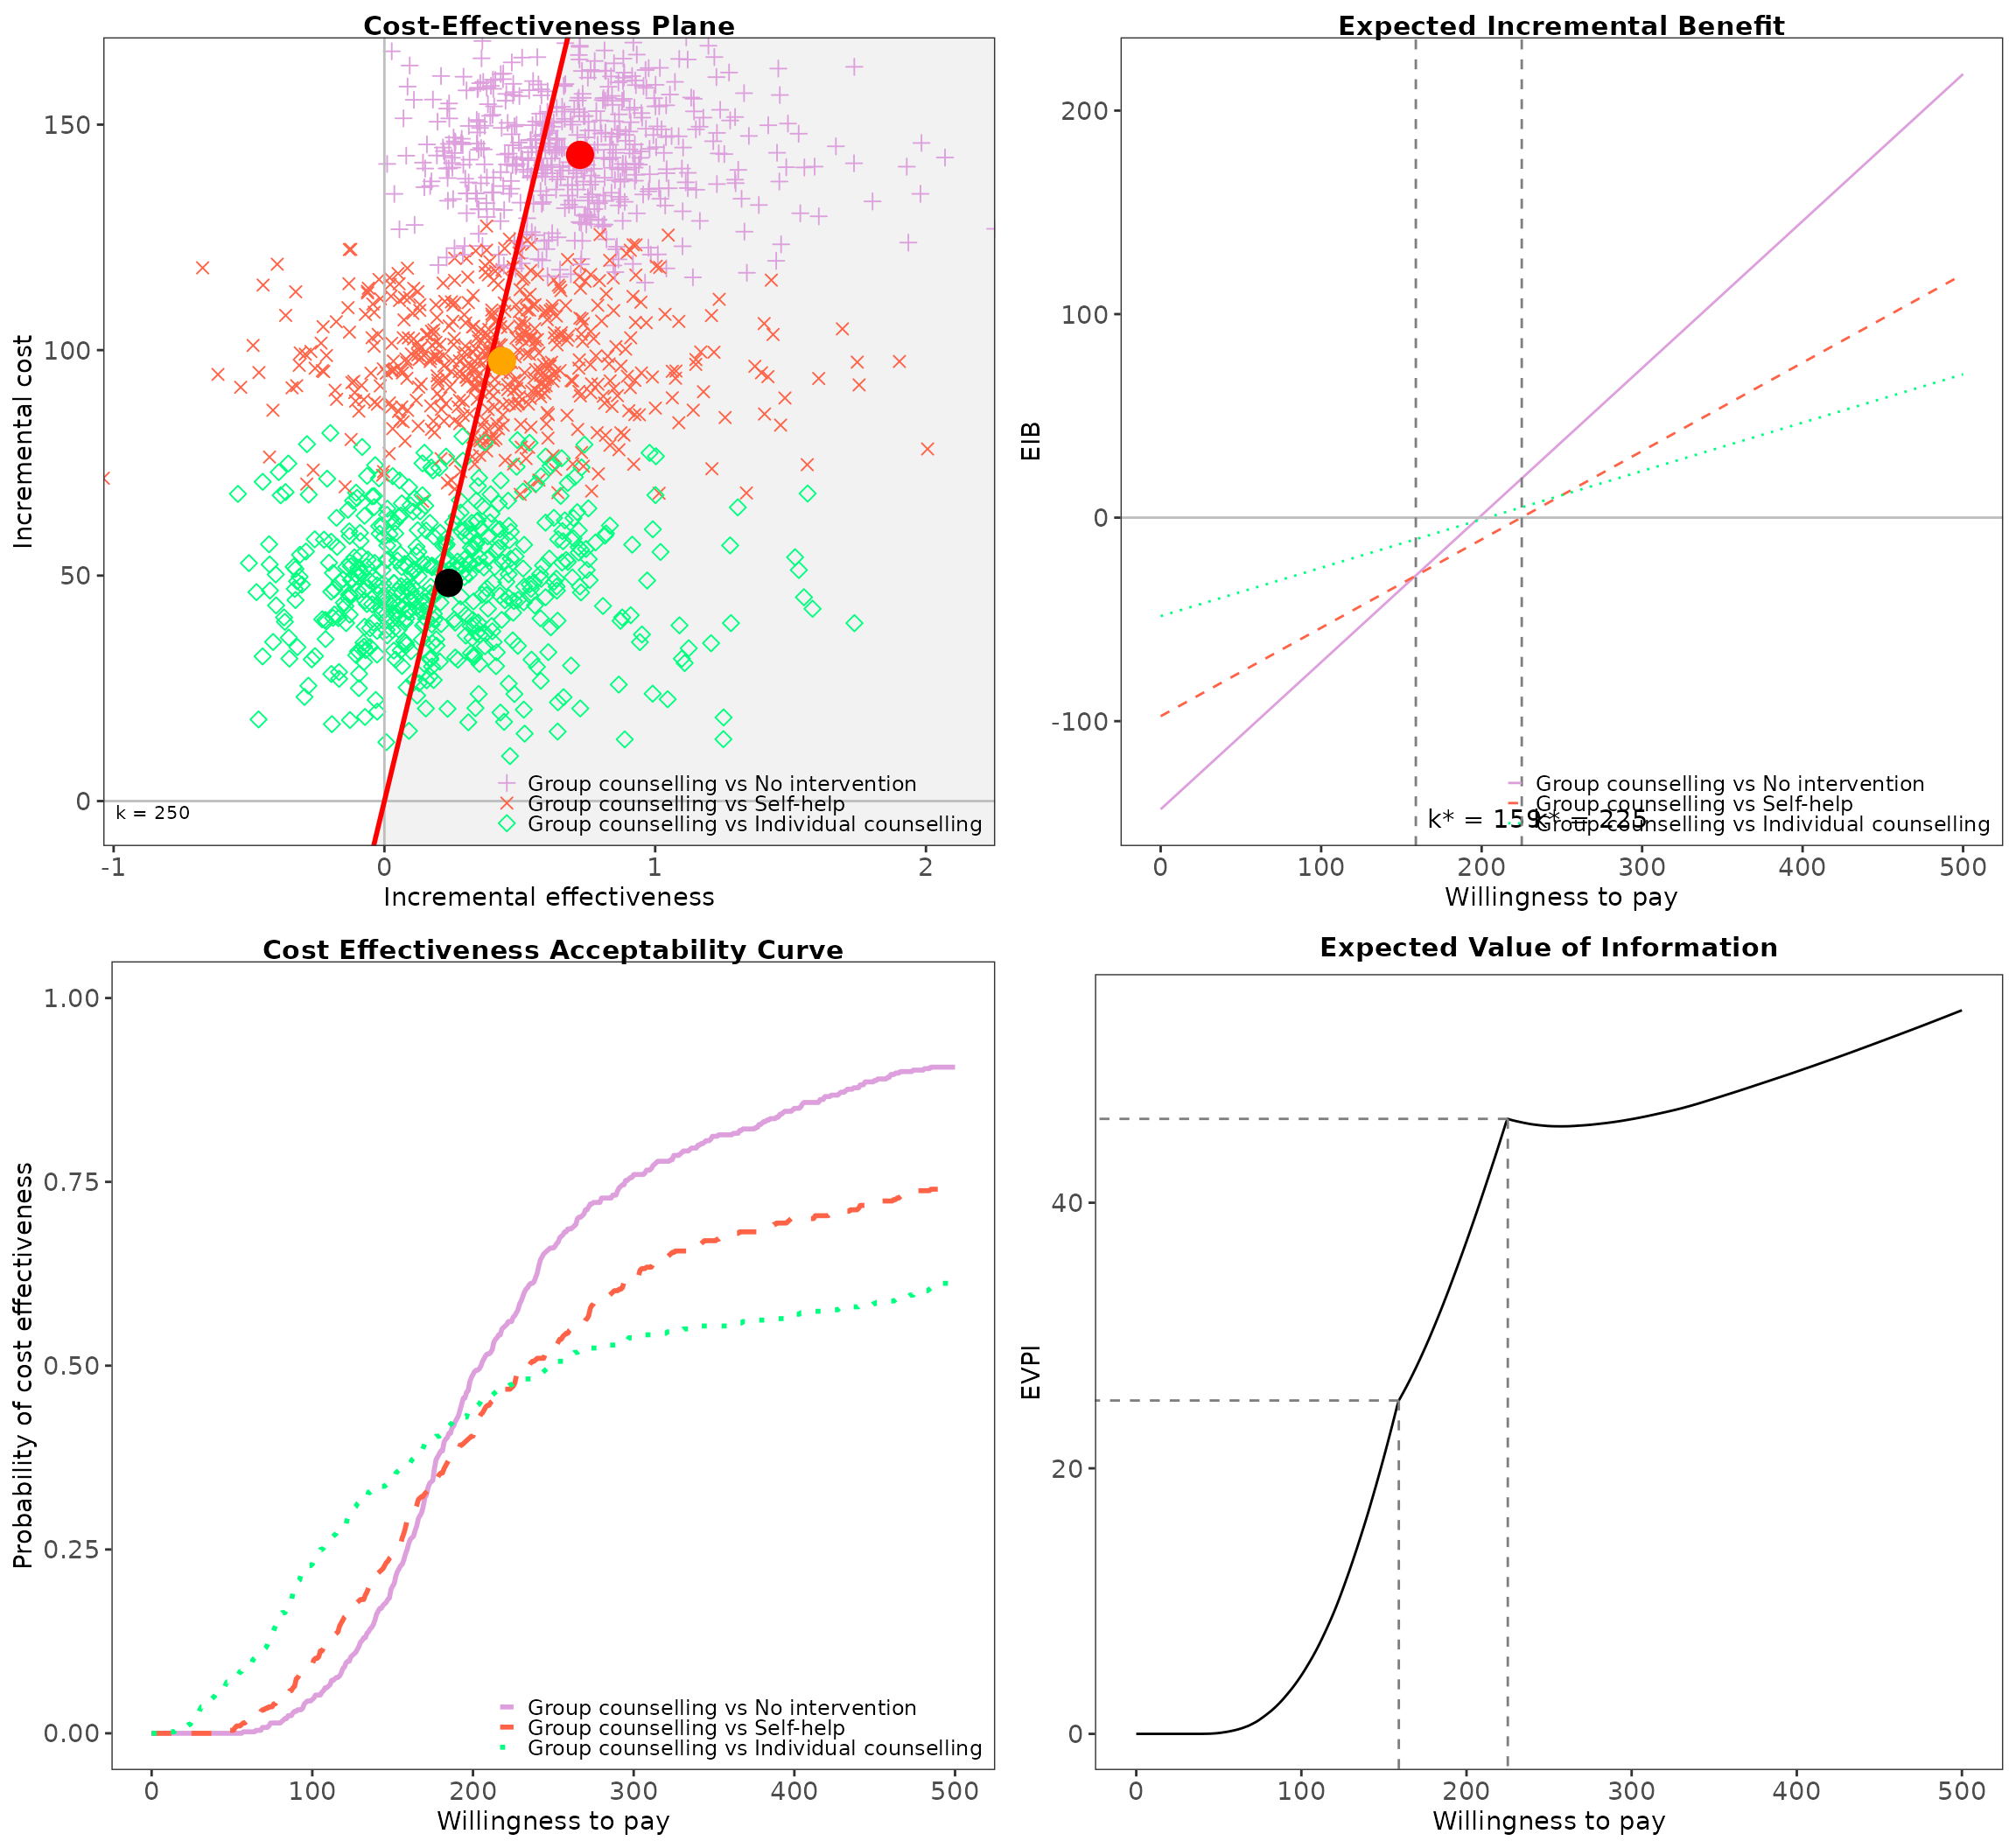 Cost-Effectiveness Plane
Incremental cost
150
100
50
0
k = 250
Group counselling vs No intervention
Group counselling vs Self-help
Group counselling vs Individual counselling
-1
0
1
2
Incremental effectiveness
Expected Incremental Benefit
EIB
200
100
0
-100
Group counselling vs No intervention
Group counselling vs Self-help
Group counselling vs Individual counselling
k* = 159
k* = 225
0
100
200
300
400
500
Willingness to pay
Cost Effectiveness Acceptability Curve
Probability of cost effectiveness
1.00
0.75
0.50
0.25
0.00
Group counselling vs No intervention
Group counselling vs Self-help
Group counselling vs Individual counselling
0
100
200
300
400
500
Willingness to pay
Expected Value of Information
EVPI
40
20
0
0
100
200
300
400
500
Willingness to pay